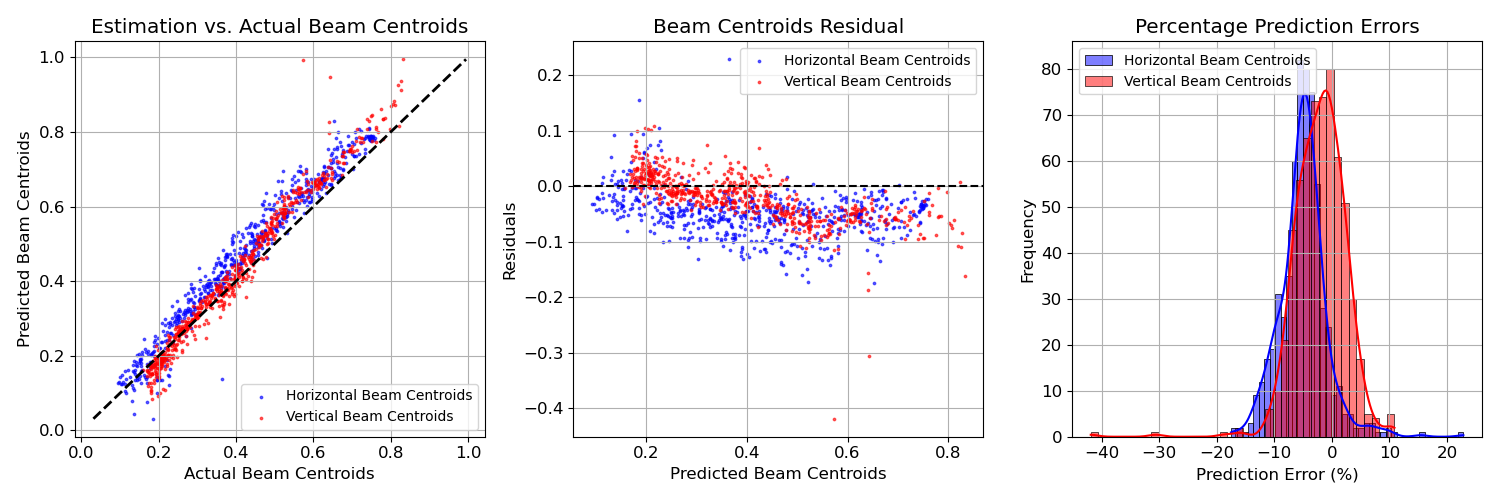 Estimation vs. Actual Beam Centroids
Predicted Beam Centroids
1.0
0.8
0.6
0.4
0.2
0.0
Horizontal Beam Centroids
Vertical Beam Centroids
0.0 0.2 0.4 0.6 0.8 1.0
Actual Beam Centroids
Beam Centroids Residual
Residuals
0.2
0.1
0.0
−0.1
−0.2
−0.3
−0.4
Horizontal Beam Centroids
Vertical Beam Centroids
0.2 0.4 0.6 0.8
Predicted Beam Centroids
Percentage Prediction Errors
Frequency
80
70
60
50
40
30
20
10
0
Horizontal Beam Centroids
Vertical Beam Centroids
−40 −30 −20 −10 0 10 20
Prediction Error (%)